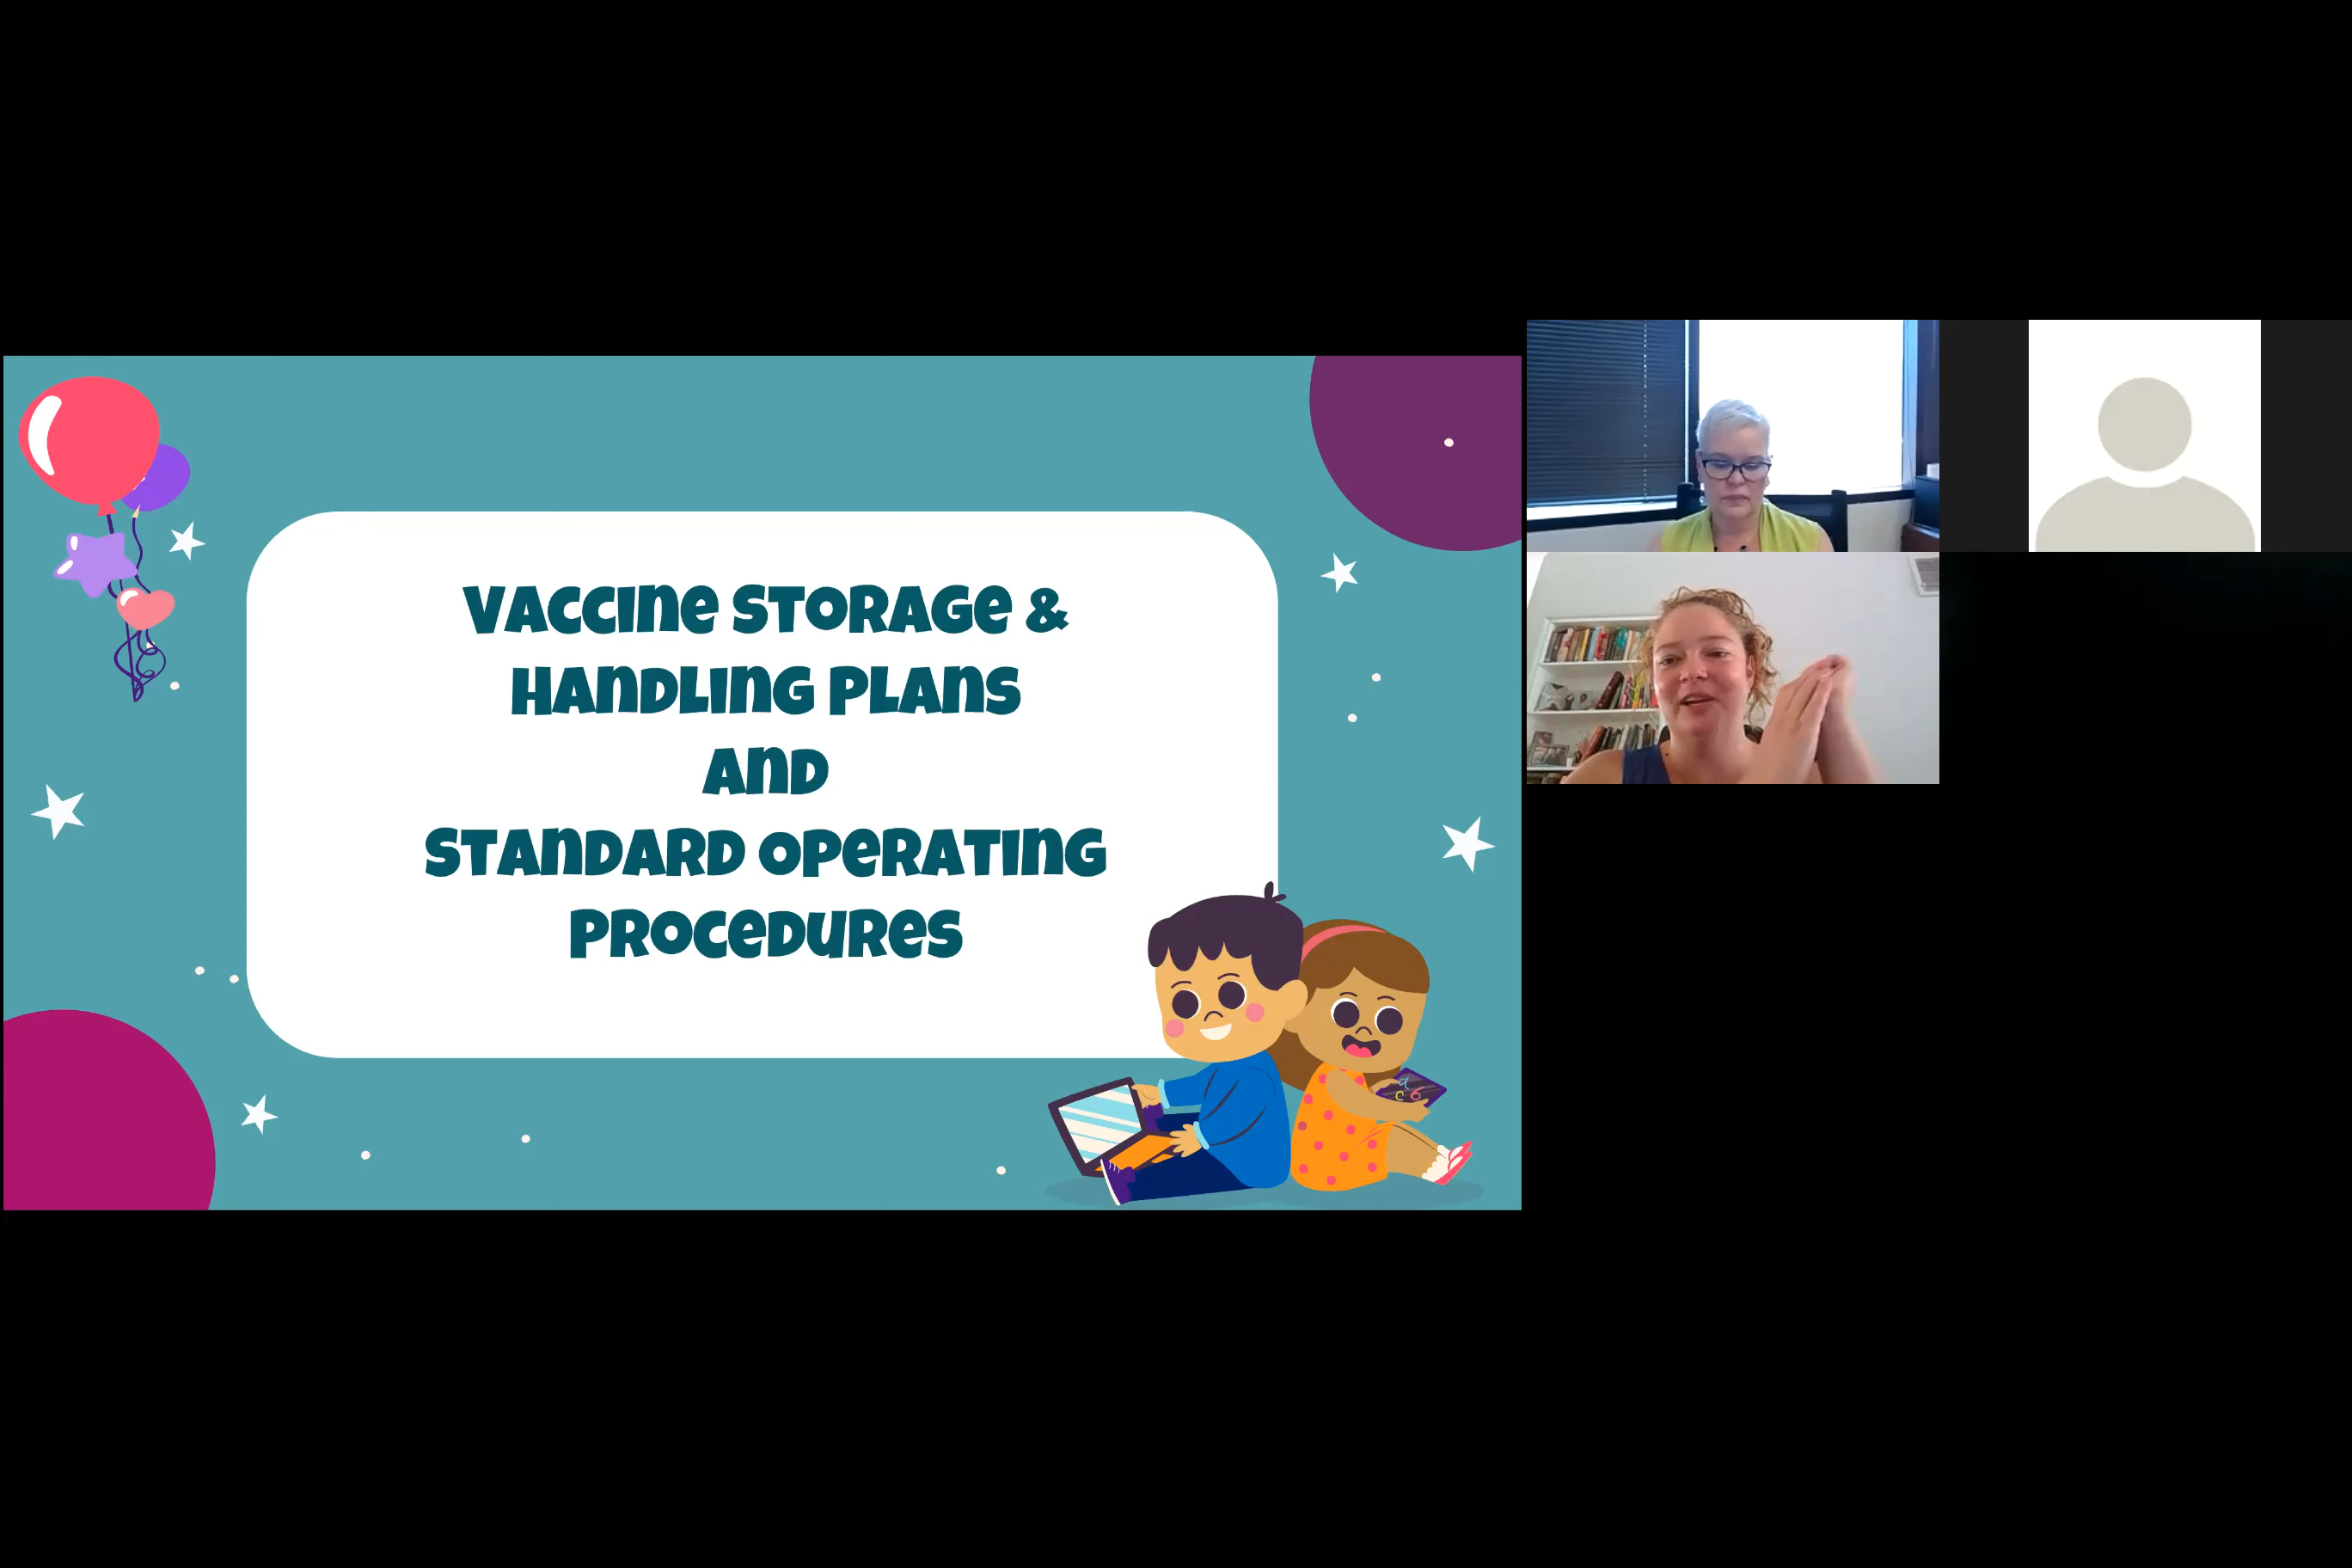 VACCINE STORAGE &
HANDLING PLANS
AND
STANDARD OPERATING
PROCEDURES